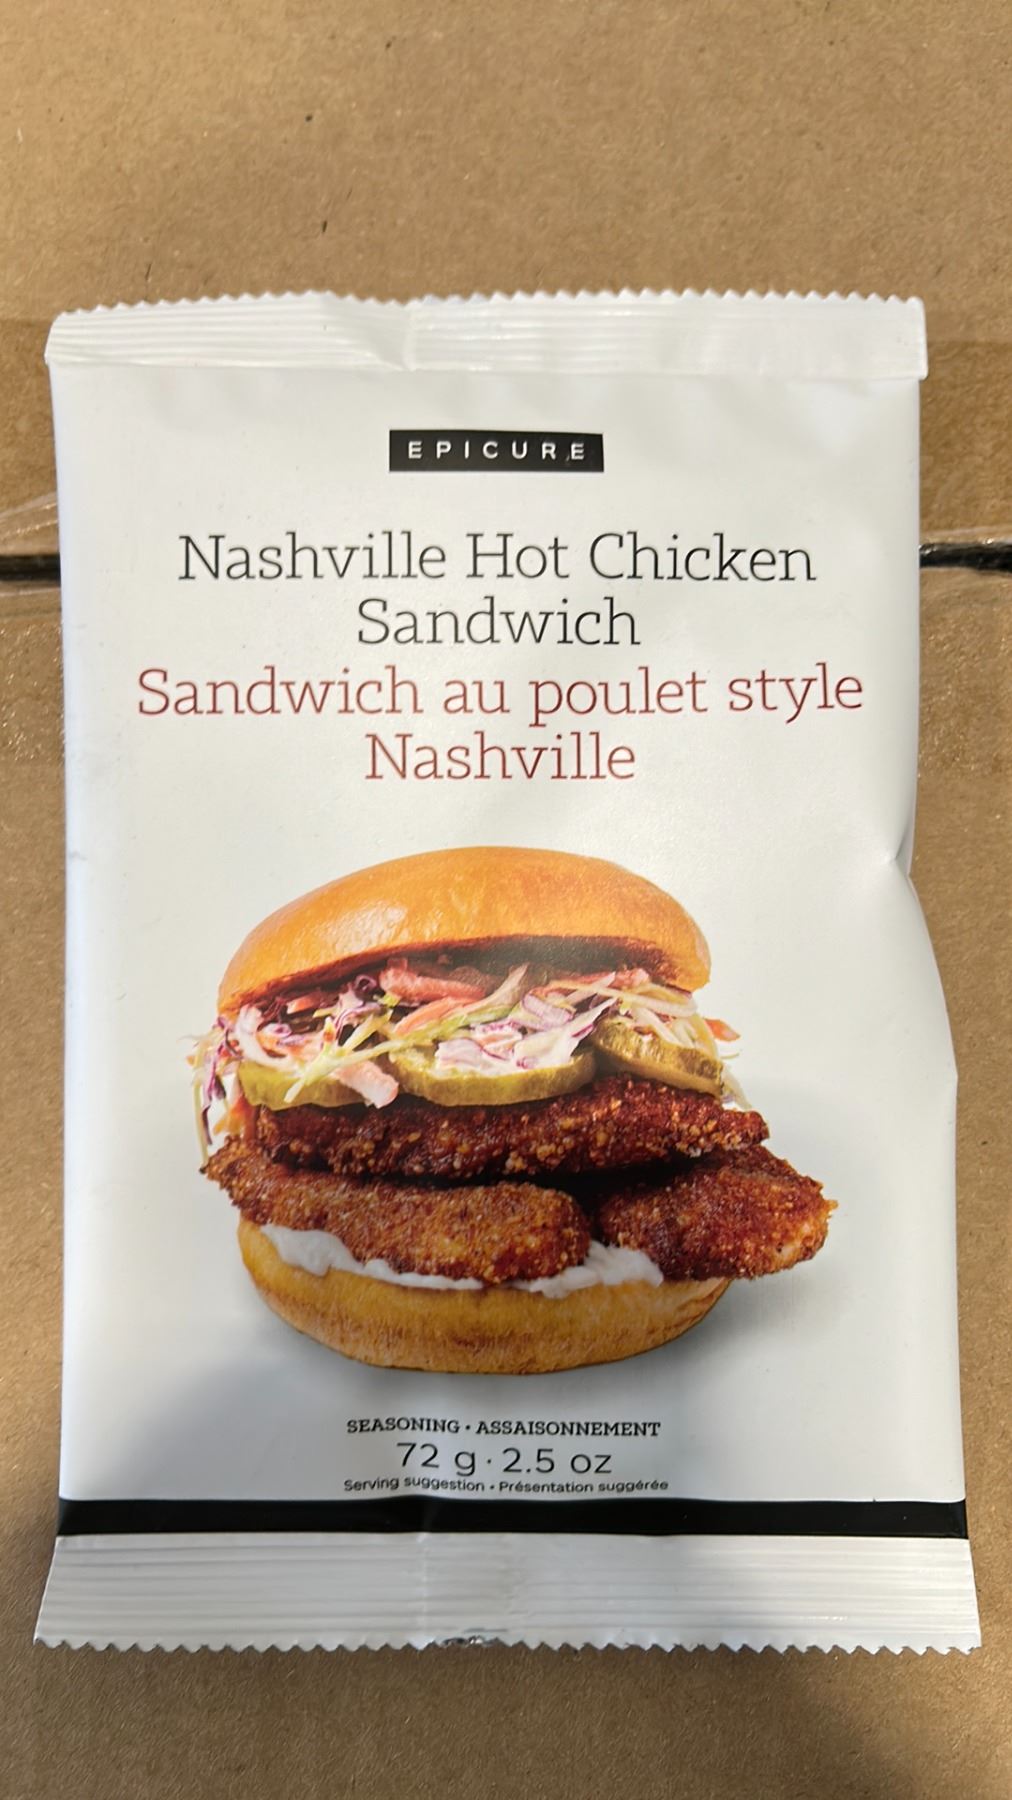 EPICURE
Nashville Hot Chicken
Sandwich
Sandwich au poulet style
Nashville
SEASONING • ASSAISONNEMENT
72 g · 2.5 oz
Serving suggestion • Présentation suggérée